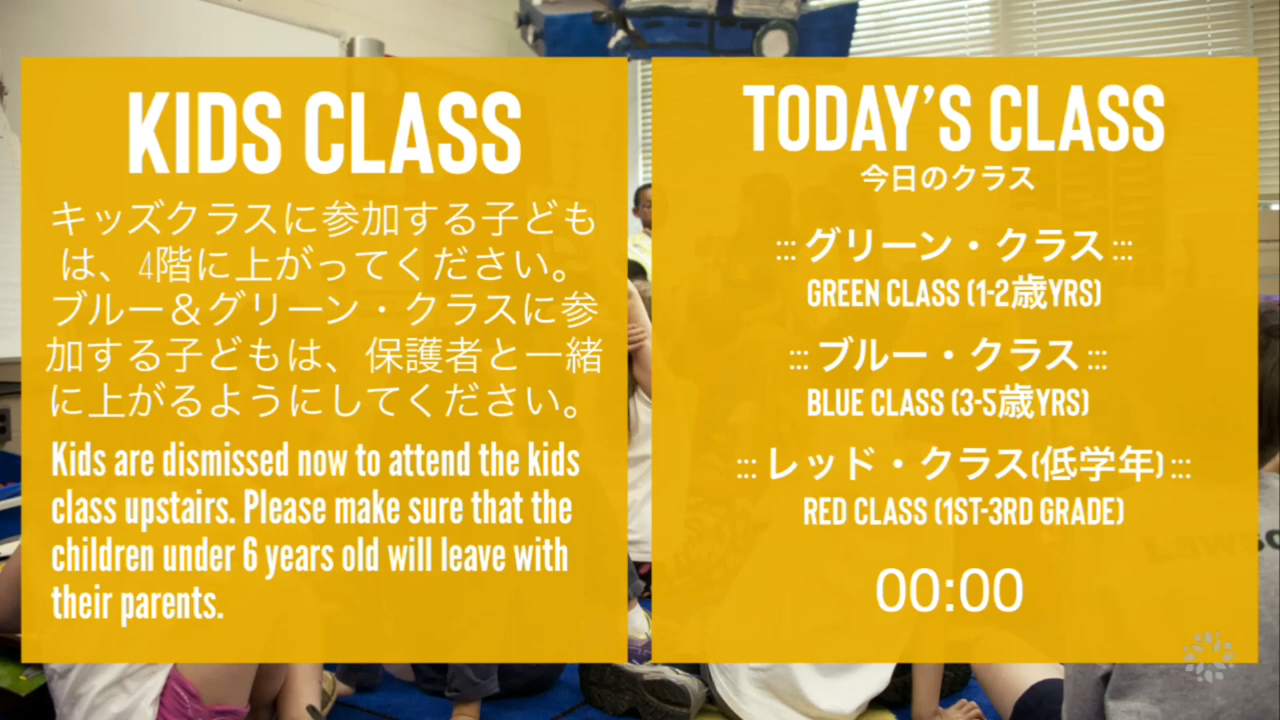 KIDS CLASS
キッズクラスに参加する子ども
は、4階に上がってください。
ブルー＆グリーン・クラスに参
加する子どもは、保護者と一緒
に上がるようにしてください。
Kids are dismissed now to attend the kids
class upstairs. Please make sure that the
children under 6 years old will leave with
their parents.
TODAY'S CLASS
今日のクラス
::: グリーン・クラス :::
GREEN CLASS (1-2歳YRS)
::: ブルー・クラス :::
BLUE CLASS (3-5歳YRS)
::: レッド・クラス(低学年) :::
RED CLASS (1ST-3RD GRADE)
00:00